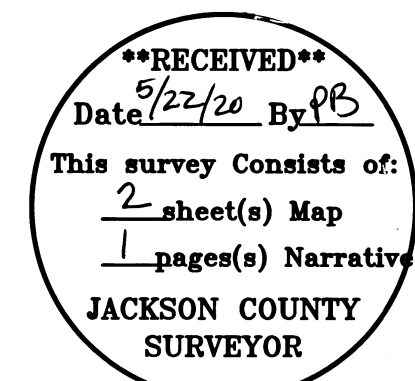 **RECEIVED**
Date 5/22/20 By PB
This survey Consists of:
2 sheet(s) Map
1 pages(s) Narrative
JACKSON COUNTY
SURVEYOR